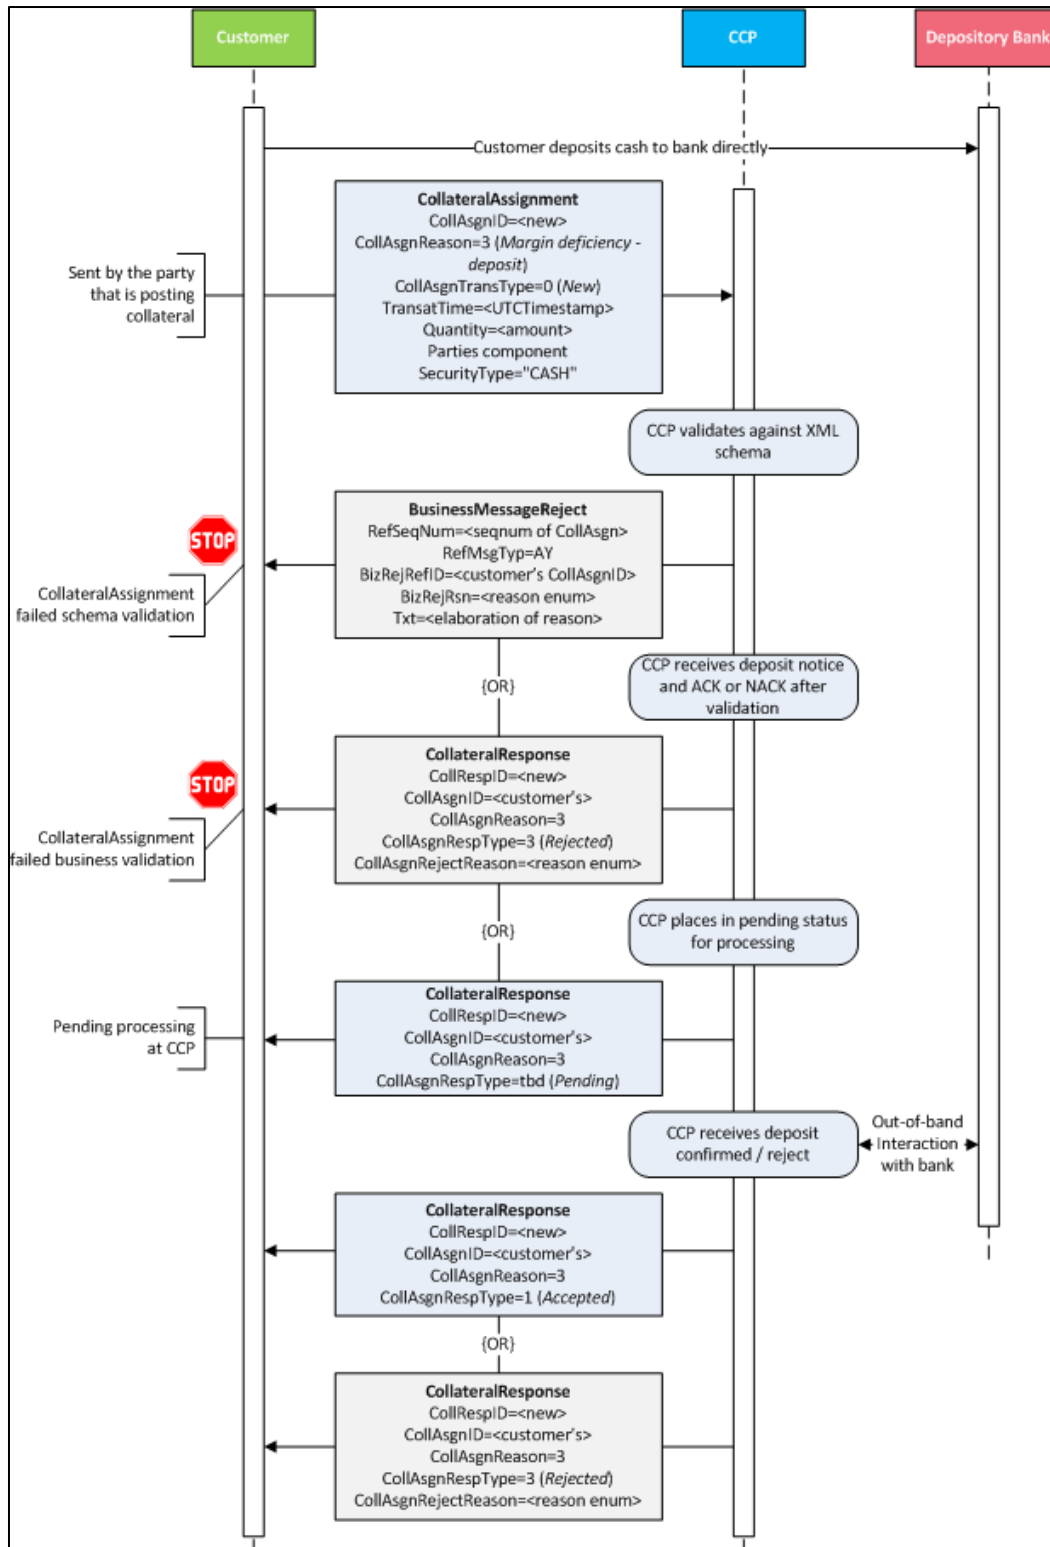 Customer
CCP
Depository Bank
Customer deposits cash to bank directly
CollateralAssignment
CollAsgnID=<new>
CollAsgnReason=3 (Margin deficiency -
deposit)
CollAsgnTransType=0 (New)
TransatTime=<UTCTimestamp>
Quantity=<amount>
Parties component
SecurityType="CASH"
Sent by the party
that is posting
collateral
CCP validates against XML
schema
BusinessMessageReject
RefSeqNum=<seqnum of CollAsgn>
RefMsgTyp=AY
BizRejRefID=<customer's CollAsgnID>
BizRejRsn=<reason enum>
Txt=<elaboration of reason>
STOP
CollateralAssignment
failed schema validation
{OR}
CCP receives deposit notice
and ACK or NACK after
validation
CollateralResponse
CollRespID=<new>
CollAsgnID=<customer's>
CollAsgnReason=3
CollAsgnRespType=3 (Rejected)
CollAsgnRejectReason=<reason enum>
STOP
CollateralAssignment
failed business validation
{OR}
CCP places in pending status
for processing
CollateralResponse
CollRespID=<new>
CollAsgnID=<customer's>
CollAsgnReason=3
CollAsgnRespType=tbd (Pending)
Pending processing
at CCP
CCP receives deposit
confirmed / reject
Out-of-band
Interaction
with bank
CollateralResponse
CollRespID=<new>
CollAsgnID=<customer's>
CollAsgnReason=3
CollAsgnRespType=1 (Accepted)
{OR}
CollateralResponse
CollRespID=<new>
CollAsgnID=<customer's>
CollAsgnReason=3
CollAsgnRespType=3 (Rejected)
CollAsgnRejectReason=<reason enum>